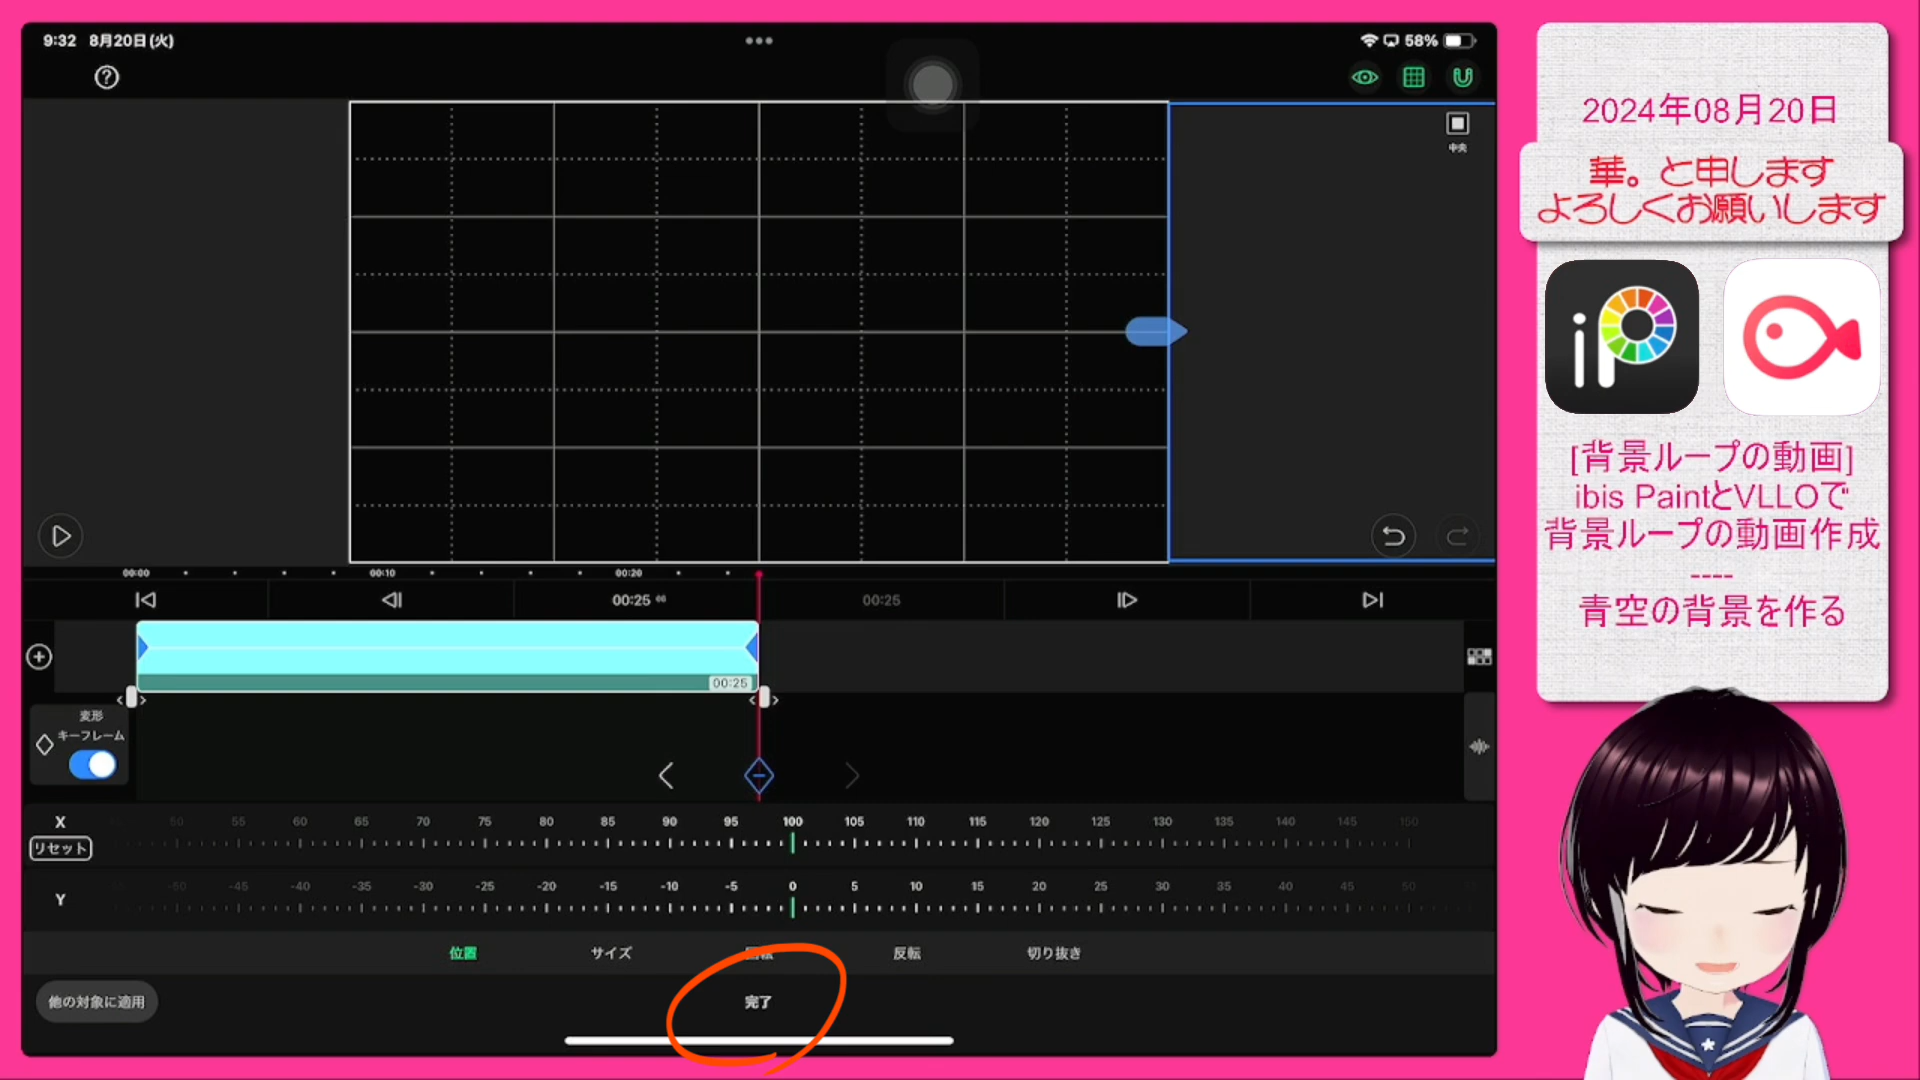 9:32 8月20日(火)
58%
中央
00:00 00:10 00:20
00:25 00:25
00:25
変形
キーフレーム
X 50 55 60 65 70 75 80 85 90 95 100 105 110 115 120 125 130 135 140 145 150
リセット
Y -50 -45 -40 -35 -30 -25 -20 -15 -10 -5 0 5 10 15 20 25 30 35 40 45 50
位置 サイズ 回転 反転 切り抜き
他の対象に適用 完了
2024年08月20日
華。と申します
よろしくお願いします
iP
[背景ループの動画]
ibis PaintとVLLOで
背景ループの動画作成
----
青空の背景を作る